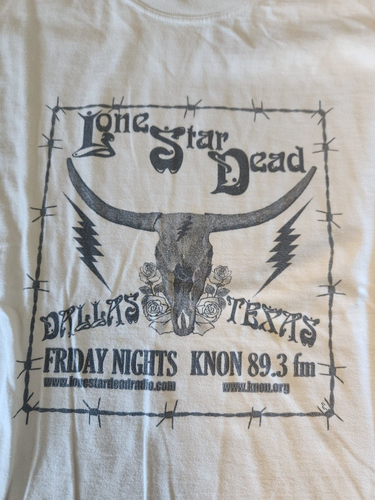 Lone Star Dead
DALLAS TEXAS
FRIDAY NIGHTS KNON 89.3 fm
www.lonestardeadradio.com www.knon.org